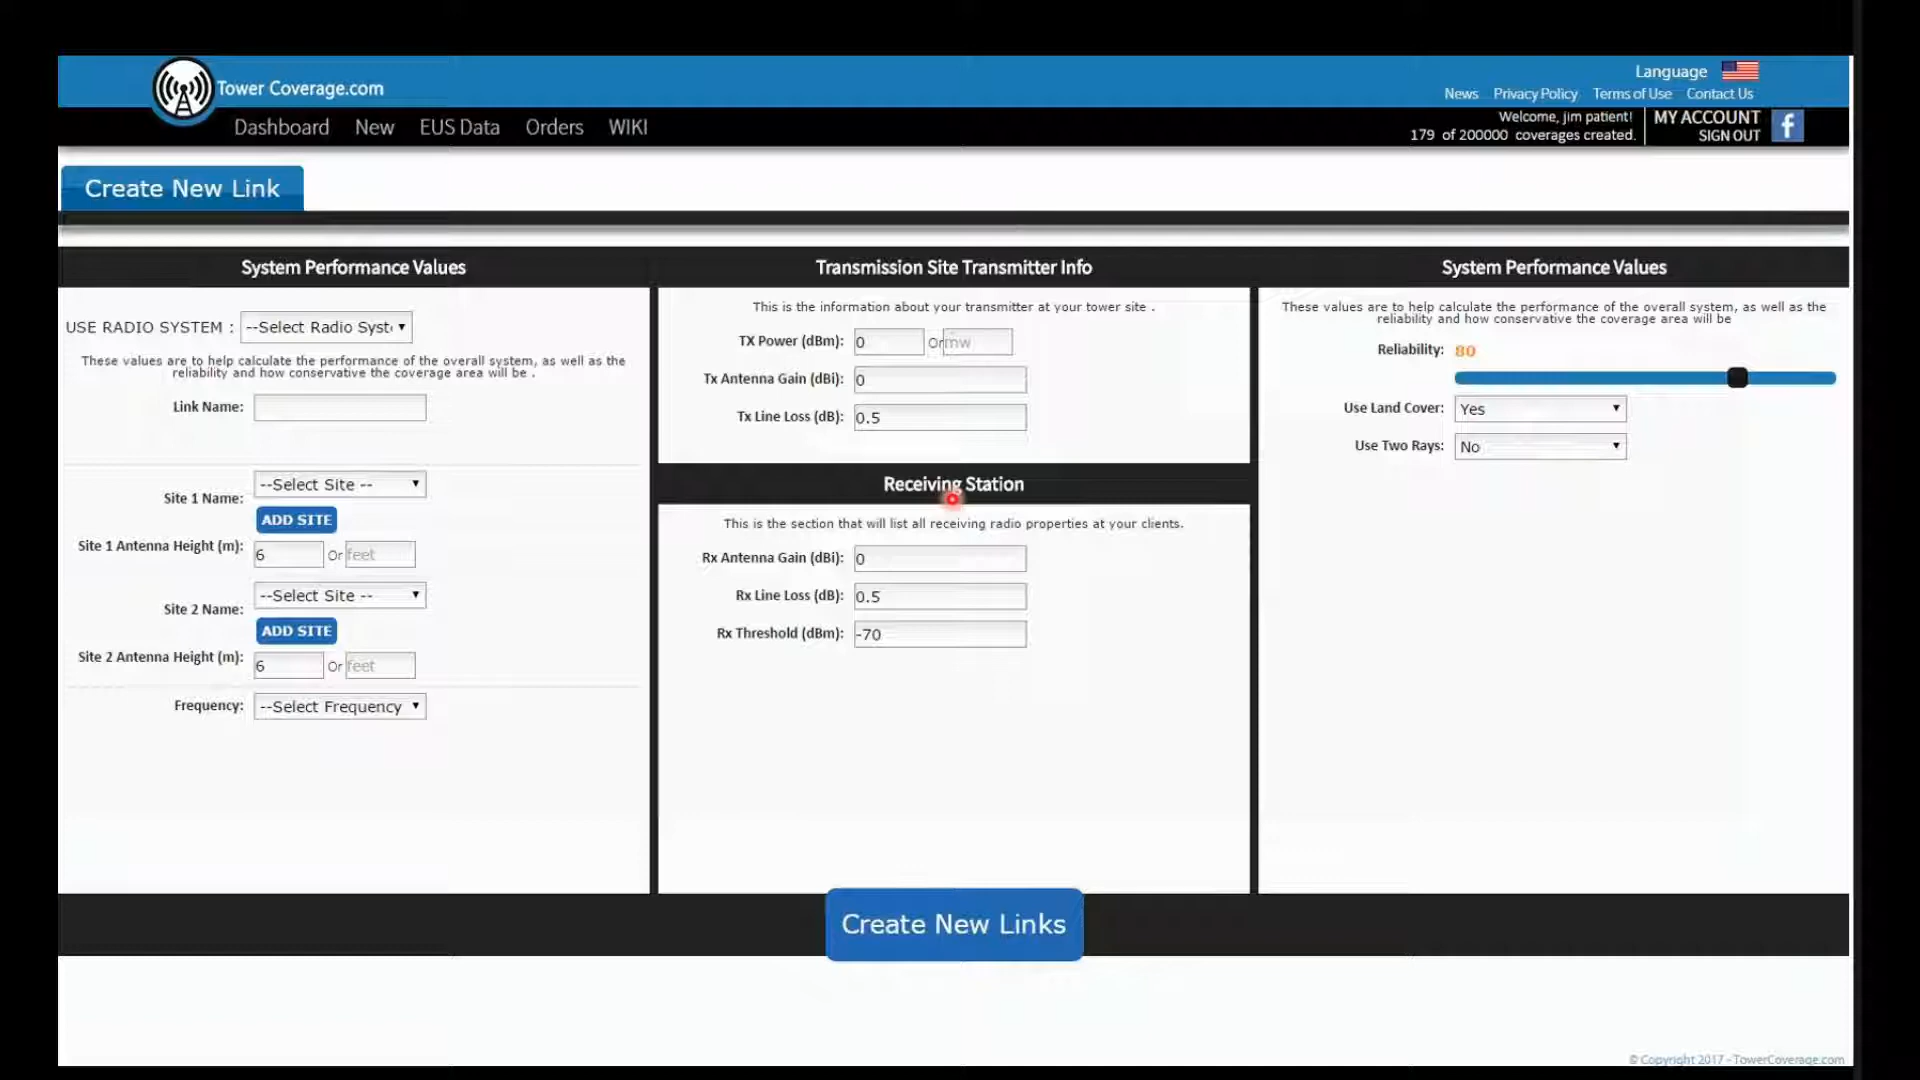 Tower Coverage.com
Language
News Privacy Policy Terms of Use Contact Us
Dashboard New EUS Data Orders WIKI
Welcome, jim patient!
179 of 200000 coverages created.
MY ACCOUNT
SIGN OUT
f
Create New Link
System Performance Values
USE RADIO SYSTEM : --Select Radio Syst
These values are to help calculate the performance of the overall system, as well as the
reliability and how conservative the coverage area will be .
Link Name:
Site 1 Name: --Select Site --
ADD SITE
Site 1 Antenna Height (m): 6 Or feet
Site 2 Name: --Select Site --
ADD SITE
Site 2 Antenna Height (m): 6 Or feet
Frequency: --Select Frequency
Transmission Site Transmitter Info
This is the information about your transmitter at your tower site .
TX Power (dBm): 0 Or mw
Tx Antenna Gain (dBi): 0
Tx Line Loss (dB): 0.5
Receiving Station
This is the section that will list all receiving radio properties at your clients.
Rx Antenna Gain (dBi): 0
Rx Line Loss (dB): 0.5
Rx Threshold (dBm): -70
System Performance Values
These values are to help calculate the performance of the overall system, as well as the
reliability and how conservative the coverage area will be
Reliability: 80
Use Land Cover: Yes
Use Two Rays: No
Create New Links
© Copyright 2017 - TowerCoverage.com